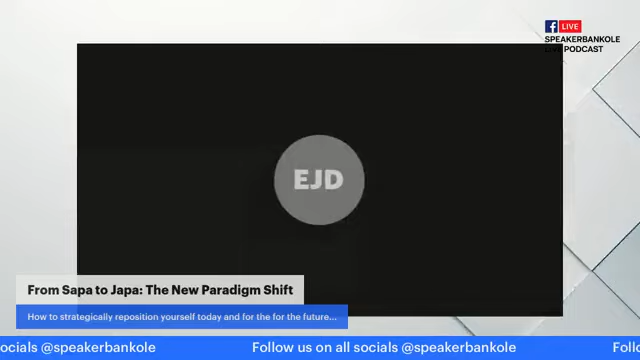 f LIVE
SPEAKERBANKOLE
LIVE PODCAST
EJD
From Sapa to Japa: The New Paradigm Shift
How to strategically reposition yourself today and for the for the future...
ocials @speakerbankole Follow us on all socials @speakerbankole Follo